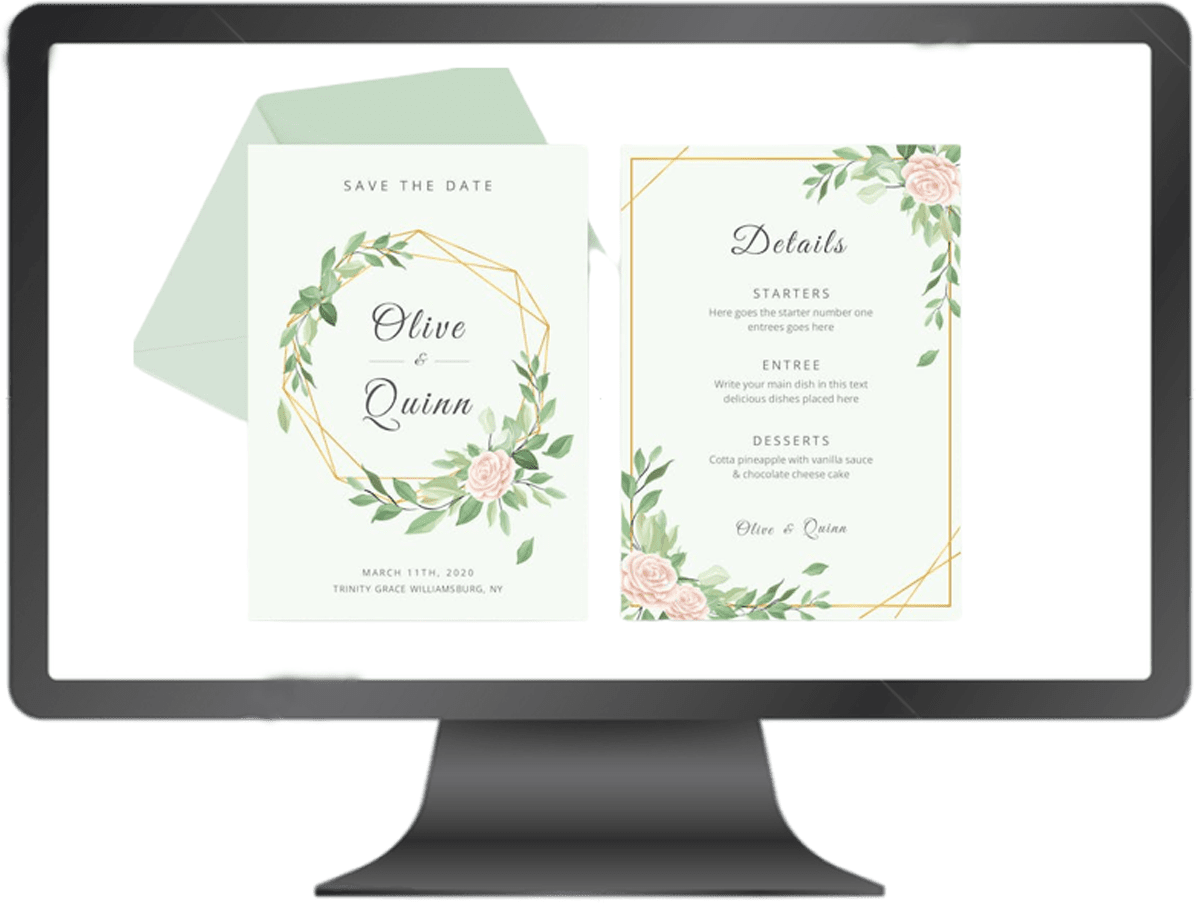 SAVE THE DATE
Olive
&
Quinn
MARCH 11TH, 2020
TRINITY GRACE WILLIAMSBURG, NY
Details
STARTERS
Here goes the starter number one
entrees goes here
ENTREE
Write your main dish in this text
delicious dishes placed here
DESSERTS
Cotta pineapple with vanilla sauce
& chocolate cheese cake
Olive & Quinn